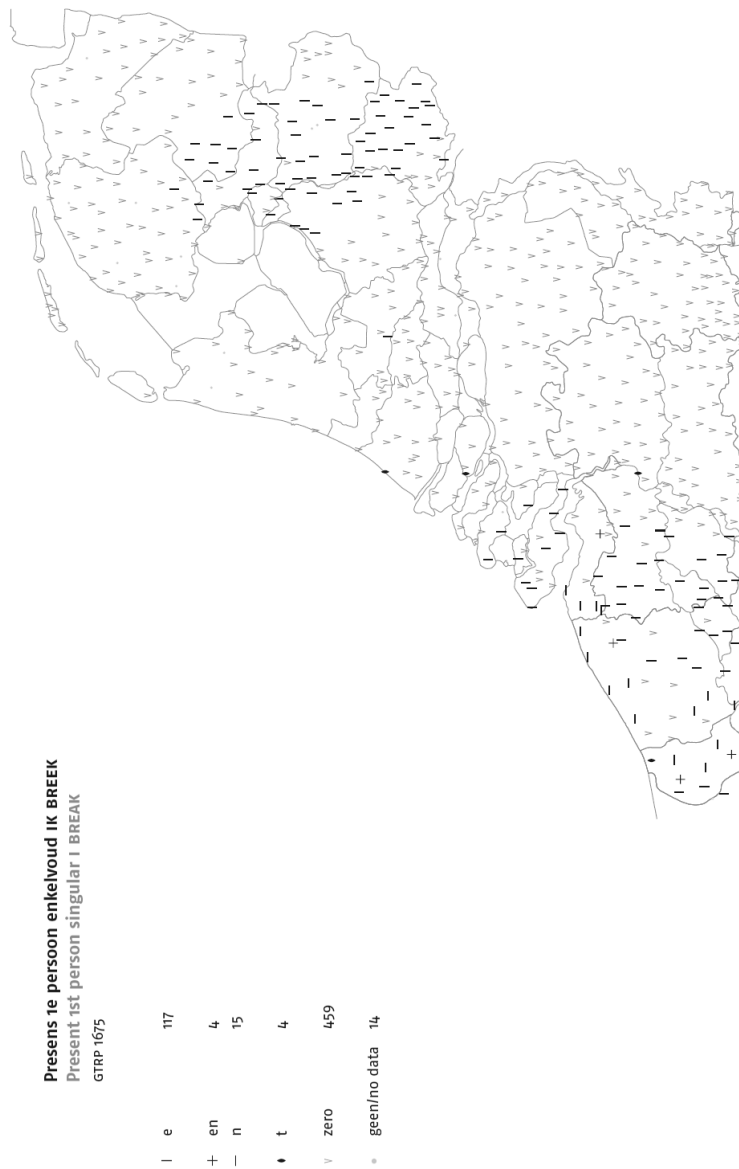 Presens 1e persoon enkelvoud IK BREEK
Present 1st person singular I BREAK
GTRP 1675
e 117
en 4
n 15
t 4
zero 459
geen/no data 14